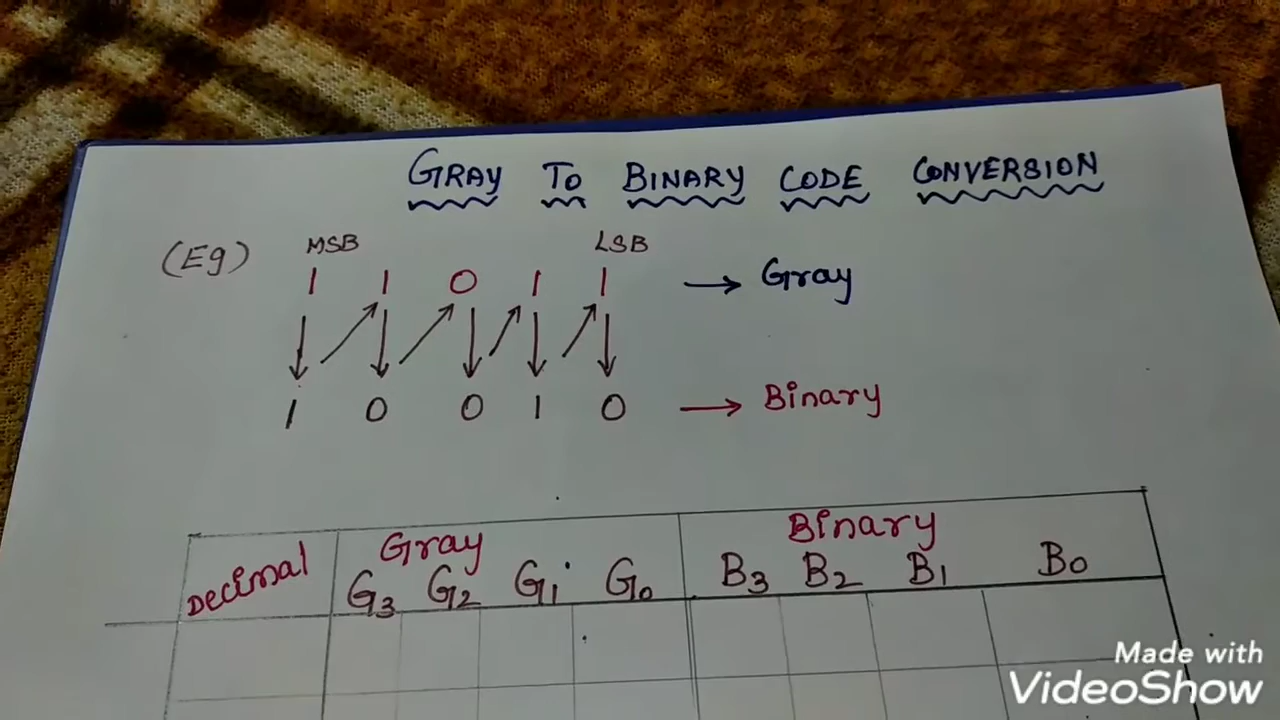 GRAY TO BINARY CODE CONVERSION
(Eg) MSB LSB
1 1 0 1 1 → Gray
1 0 0 1 0 → Binary
Decimal Gray Binary
G3 G2 G1 G0 B3 B2 B1 B0
Made with
VideoShow